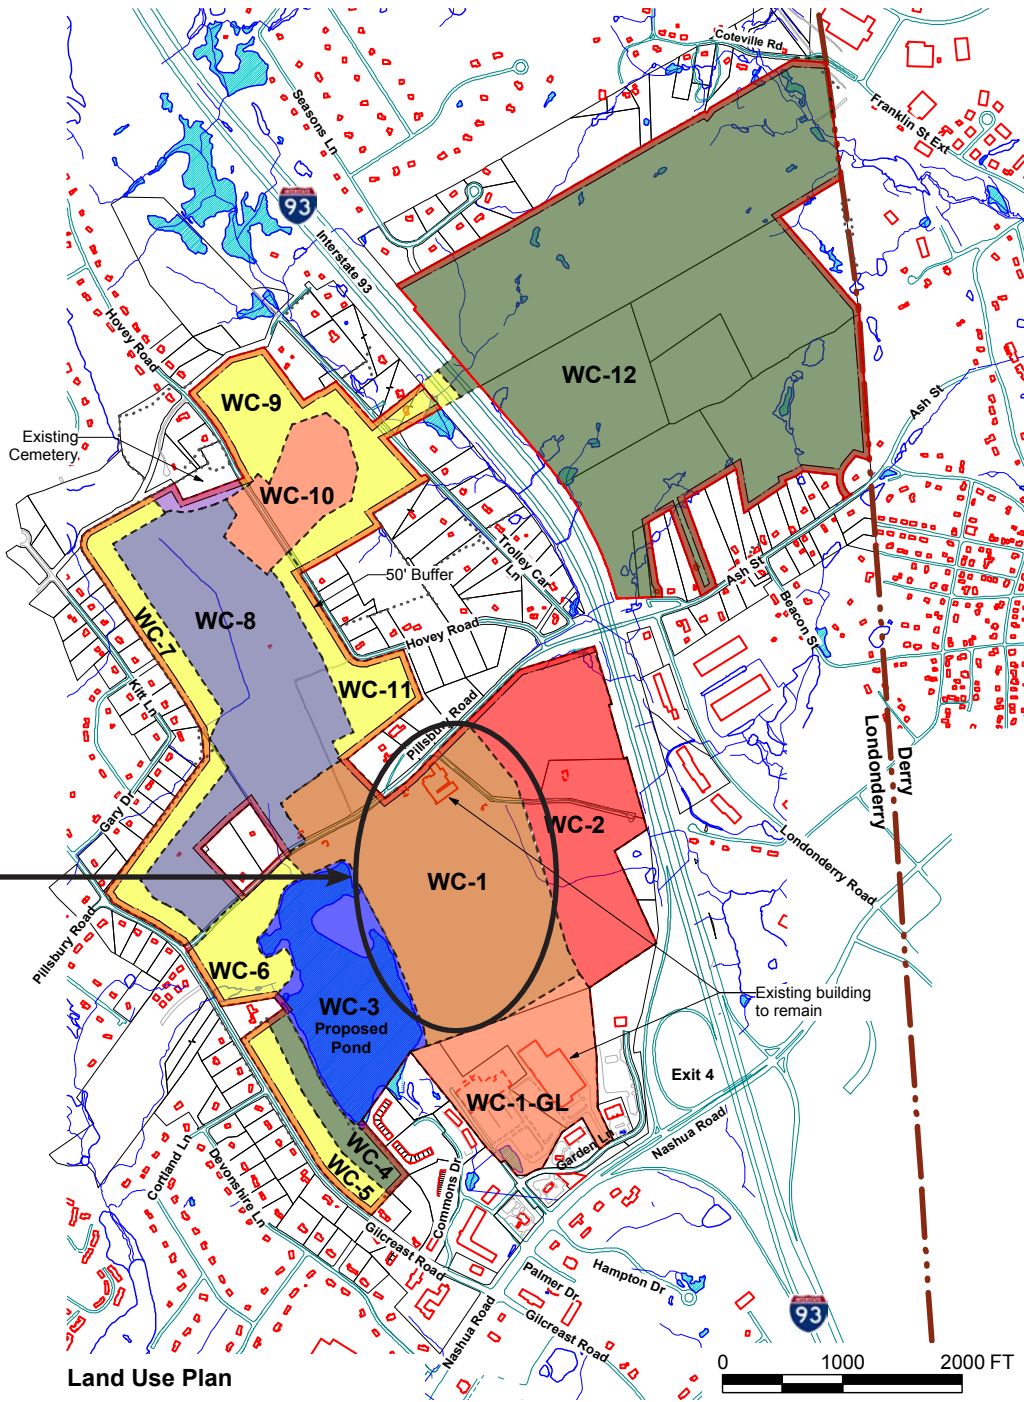 Coteville Rd
Franklin St Ext
Seasons Ln
INTERSTATE
93
Interstate 93
Hovey Road
WC-12
WC-9
Ash St
Existing
Cemetery
WC-10
Trolley Car
Ln
50' Buffer
Ash St
Beacon St
WC-8
WC-7
Hovey Road
WC-11
Kitt Ln
Pillsbury Road
Derry
Londonderry
Gary Dr
WC-2
Londonderry Road
WC-1
Pillsbury Road
WC-6
WC-3
Proposed
Pond
Existing building
to remain
Exit 4
WC-1-GL
Nashua Road
Garden Ln
WC-4
WC-5
Cortland Ln
Devonshire Ln
Commons Dr
Gilcreast Road
Palmer Dr
Hampton Dr
INTERSTATE
93
Nashua Road
Gilcreast Road
Land Use Plan
0 1000 2000 FT